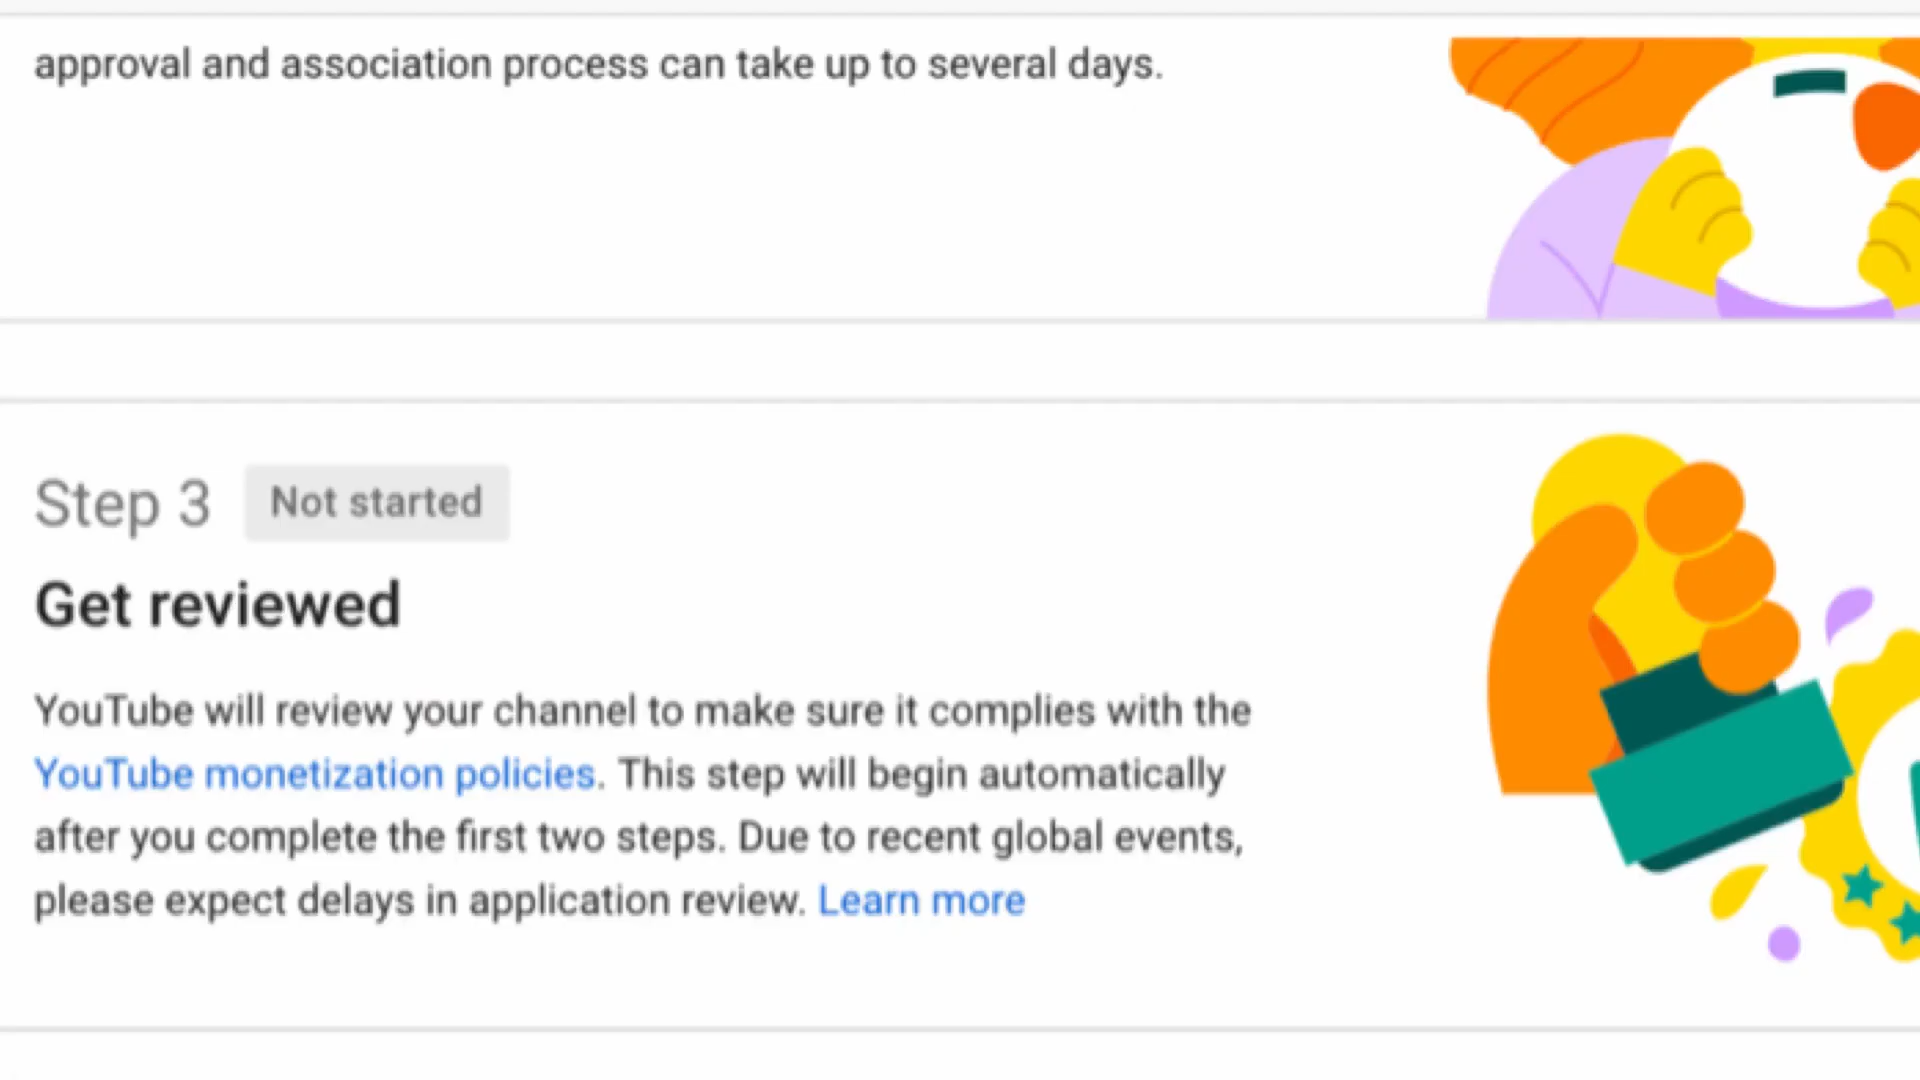 approval and association process can take up to several days.
Step 3 Not started
Get reviewed
YouTube will review your channel to make sure it complies with the
YouTube monetization policies. This step will begin automatically
after you complete the first two steps. Due to recent global events,
please expect delays in application review. Learn more